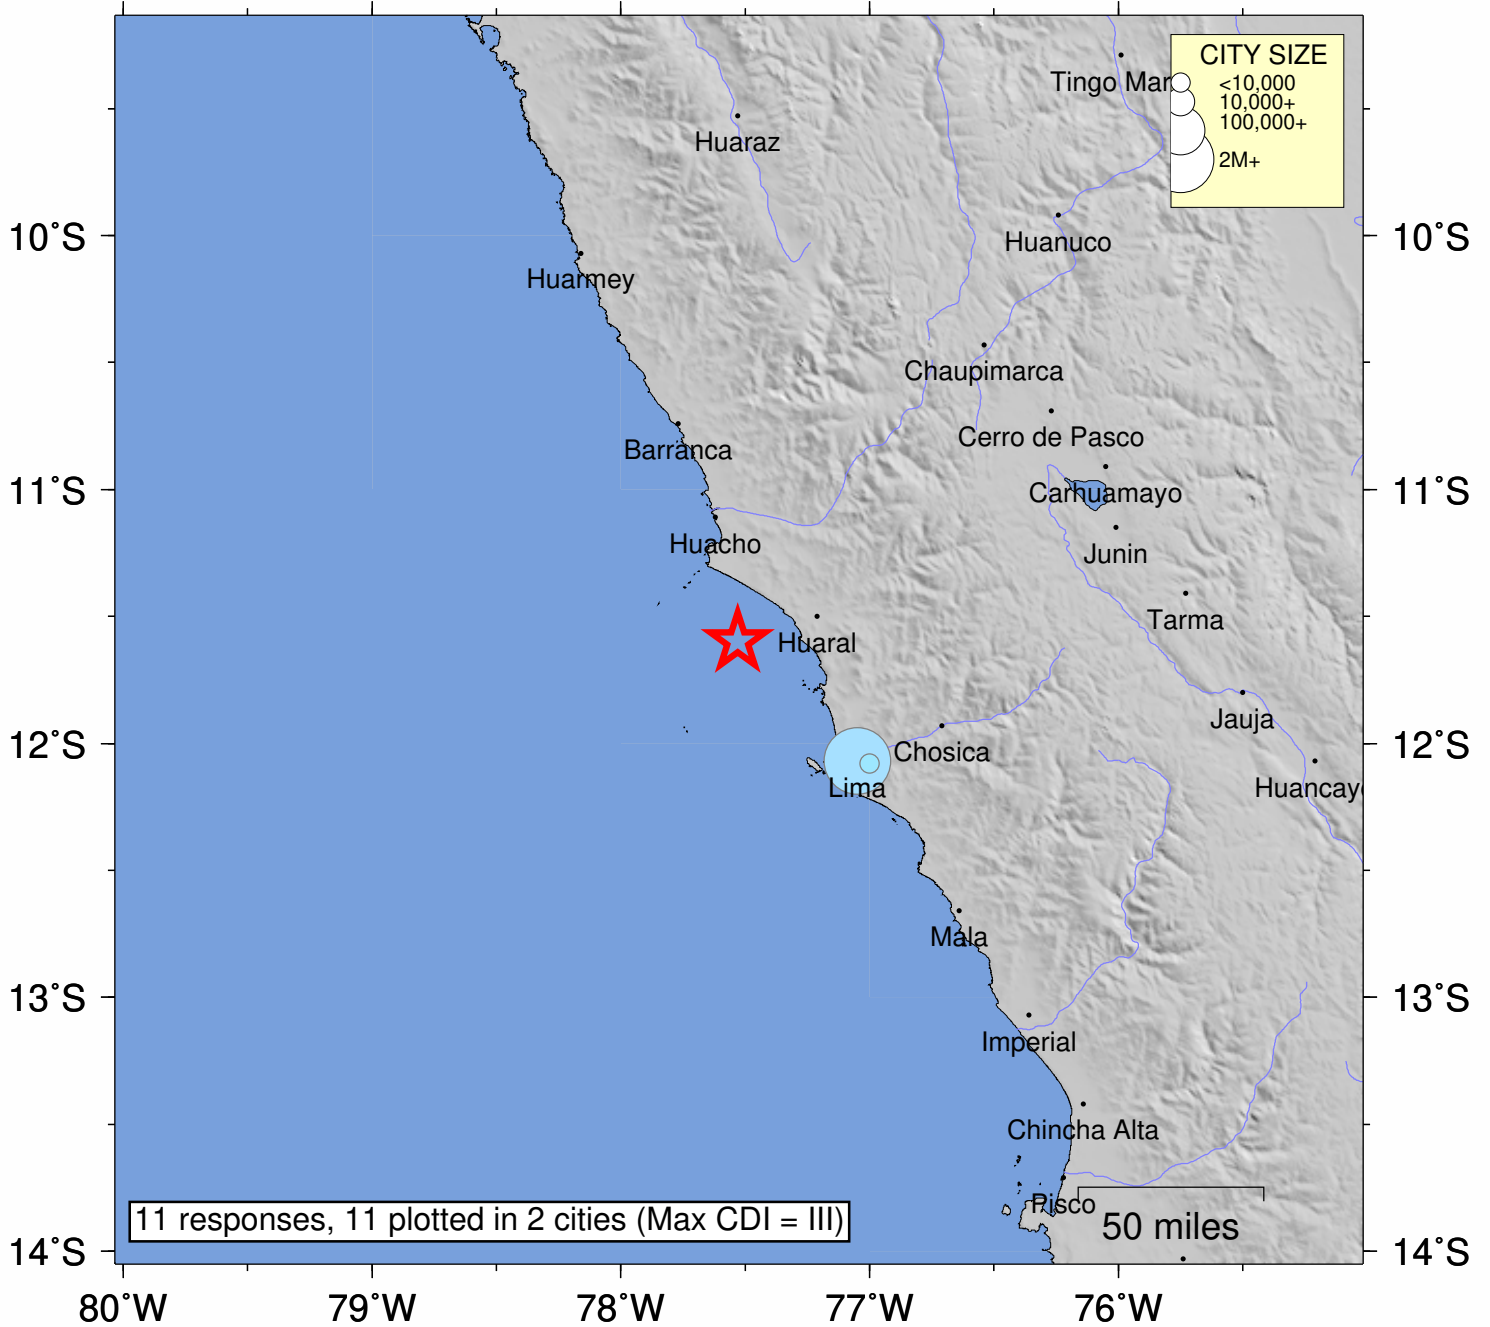 CITY SIZE
<10,000
10,000+
100,000+
2M+
Tingo Mar
Huaraz
10°S
Huanuco
10°S
Huarmey
Chaupimarca
Cerro de Pasco
Barranca
11°S
Carhuamayo
11°S
Huacho
Junin
Tarma
Huaral
Jauja
12°S
Chosica
12°S
Lima
Huancay
Mala
13°S
13°S
Imperial
Chincha Alta
Pisco
11 responses, 11 plotted in 2 cities (Max CDI = III)
50 miles
14°S
14°S
80°W
79°W
78°W
77°W
76°W